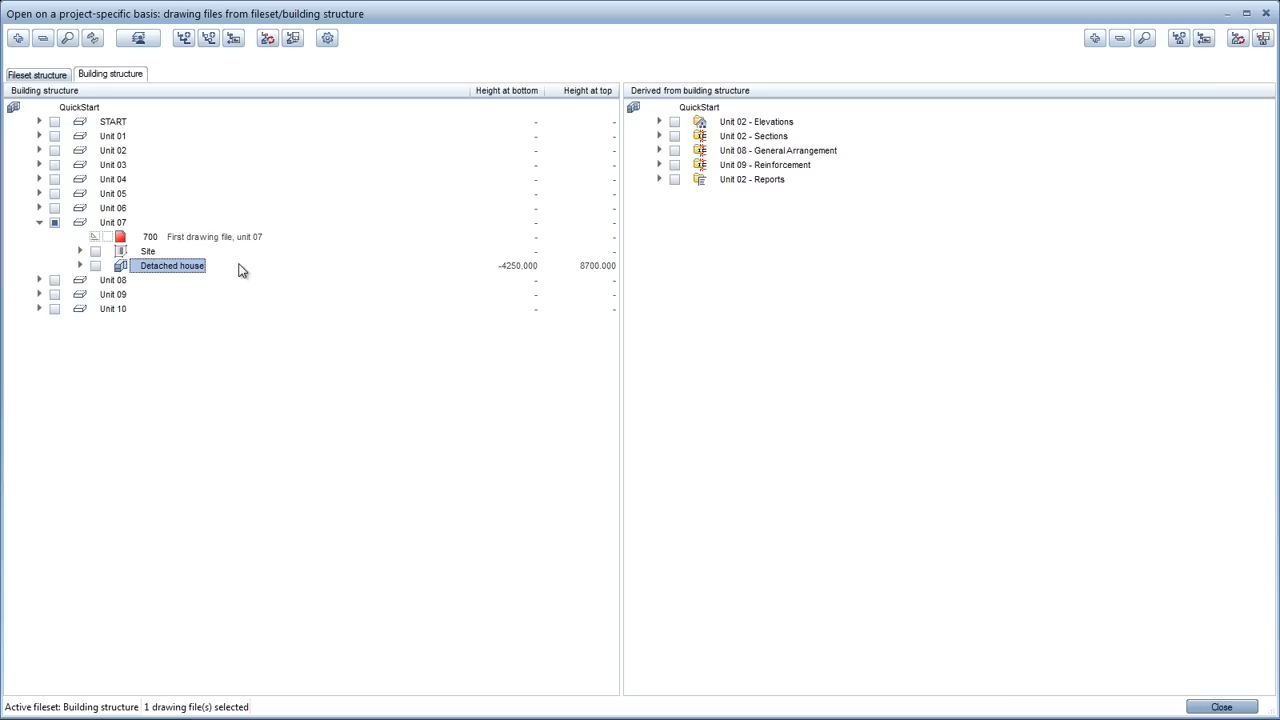 Open on a project-specific basis: drawing files from fileset/building structure
Fileset structure Building structure
Building structure Height at bottom Height at top
QuickStart
START - -
Unit 01 - -
Unit 02 - -
Unit 03 - -
Unit 04 - -
Unit 05 - -
Unit 06 - -
Unit 07 - -
700 First drawing file, unit 07 - -
Site - -
Detached house -4250.000 8700.000
Unit 08 - -
Unit 09 - -
Unit 10 - -
Derived from building structure
QuickStart
Unit 02 - Elevations
Unit 02 - Sections
Unit 08 - General Arrangement
Unit 09 - Reinforcement
Unit 02 - Reports
Active fileset: Building structure 1 drawing file(s) selected
Close